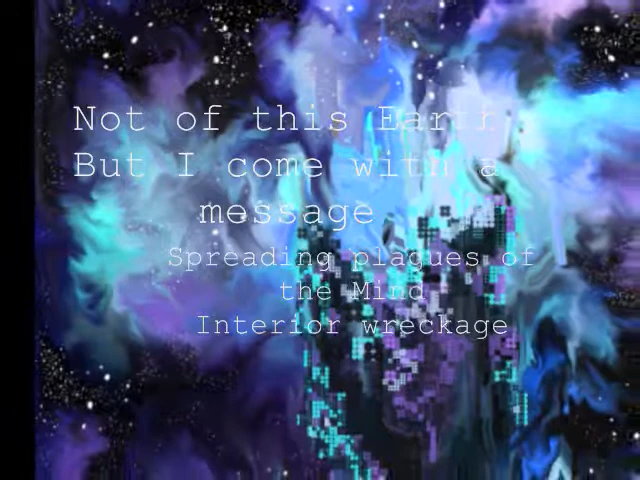 Not of this Earth
But I come with a
message
Spreading plagues of
the Mind
Interior wreckage